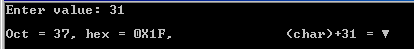 Enter value: 31
Oct = 37, hex = 0X1F,          (char)+31 = ▼